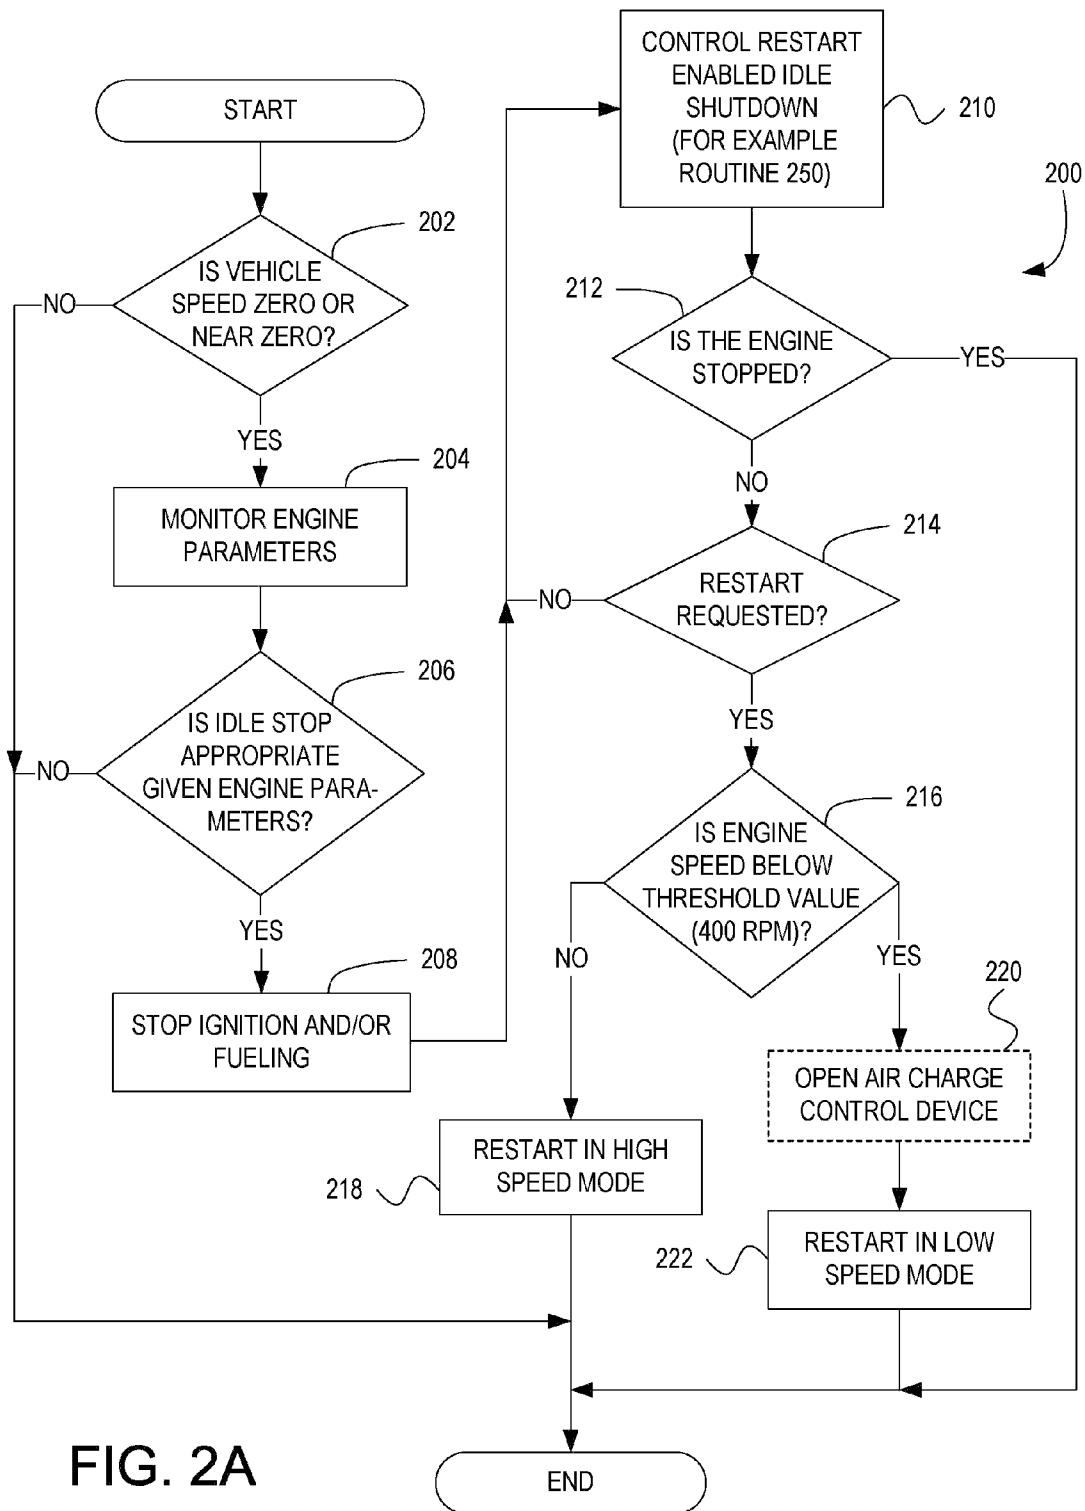 START
202
IS VEHICLE
SPEED ZERO OR
NEAR ZERO?
NO
YES
204
MONITOR ENGINE
PARAMETERS
206
IS IDLE STOP
APPROPRIATE
GIVEN ENGINE PARA-
METERS?
NO
YES
208
STOP IGNITION AND/OR
FUELING
CONTROL RESTART
ENABLED IDLE
SHUTDOWN
(FOR EXAMPLE
ROUTINE 250)
210
200
212
IS THE ENGINE
STOPPED?
YES
NO
214
RESTART
REQUESTED?
NO
YES
216
IS ENGINE
SPEED BELOW
THRESHOLD VALUE
(400 RPM)?
NO
YES
220
OPEN AIR CHARGE
CONTROL DEVICE
RESTART IN HIGH
SPEED MODE
218
RESTART IN LOW
SPEED MODE
222
END
FIG. 2A